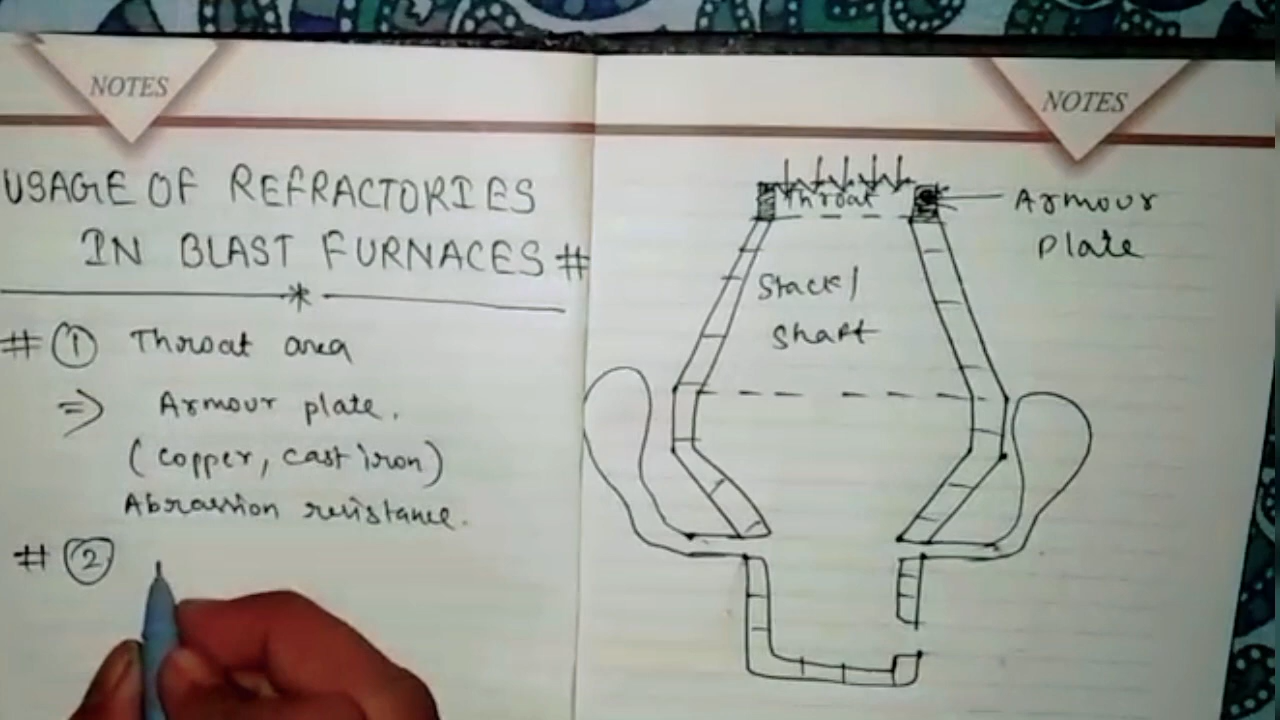 NOTES
USAGE OF REFRACTORIES
IN BLAST FURNACES #
# 1 Throat area
⇒ Armour plate.
(copper, cast iron)
Abrassion resistance.
# 2
NOTES
Throat
Armour
Plate
Stack/
Shaft